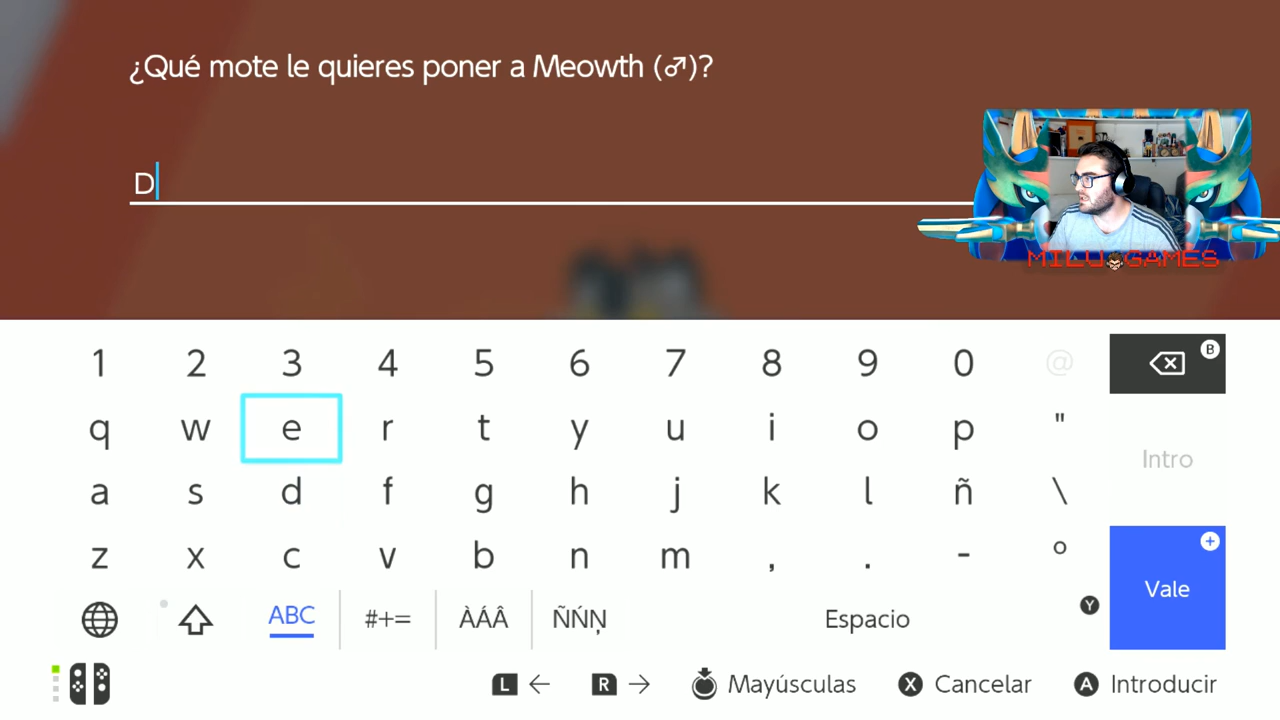 ¿Qué mote le quieres poner a Meowth (♂)?
D
MILU GAMES
1 2 3 4 5 6 7 8 9 0 @ B
q w e r t y u i o p " Intro
a s d f g h j k l ñ \
z x c v b n m , . - º + Vale
ABC #+= ÀÁÂ ÑŃŅ Espacio Y
L ← R → Mayúsculas X Cancelar A Introducir